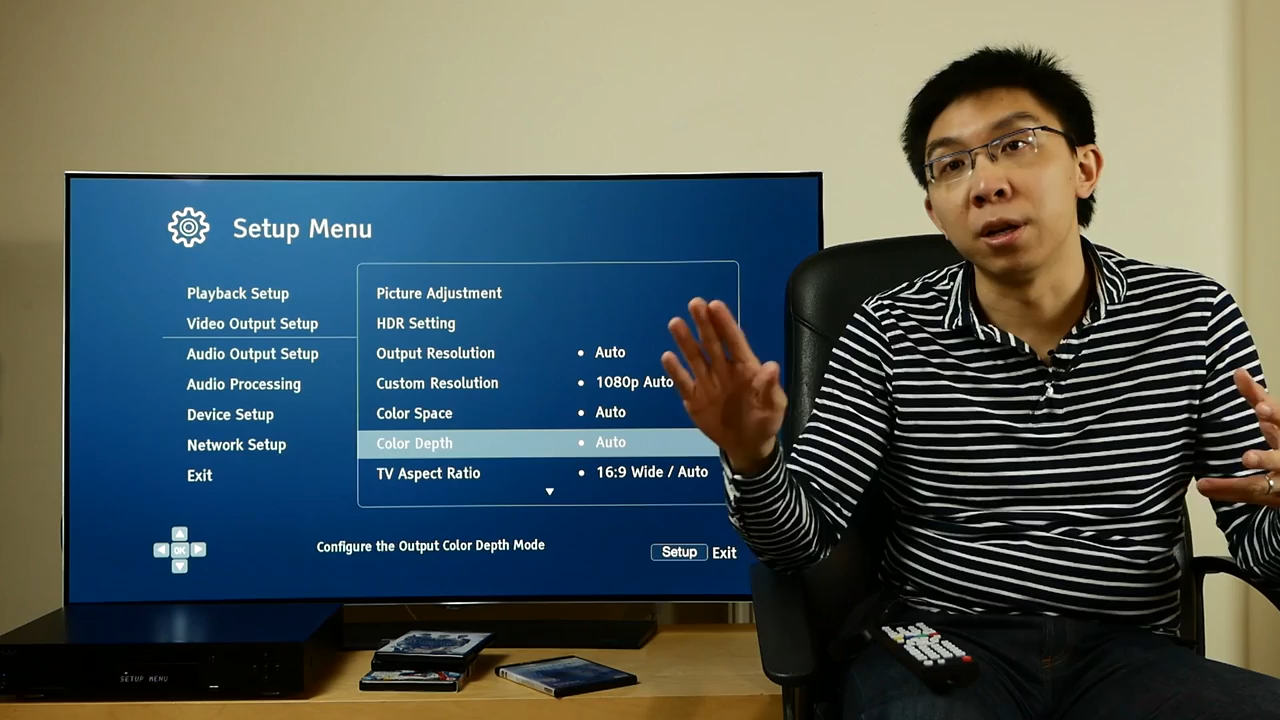 Setup Menu
Playback Setup
Video Output Setup
Audio Output Setup
Audio Processing
Device Setup
Network Setup
Exit
Picture Adjustment
HDR Setting
Output Resolution • Auto
Custom Resolution • 1080p Auto
Color Space • Auto
Color Depth • Auto
TV Aspect Ratio • 16:9 Wide / Auto
OK
Configure the Output Color Depth Mode
Setup Exit
SETUP MENU